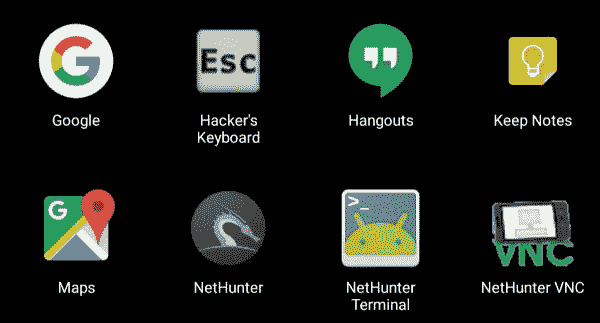 G
Esc
Google
Hacker's
Keyboard
Hangouts
Keep Notes
G
>_
VNC
Maps
NetHunter
NetHunter
Terminal
NetHunter VNC